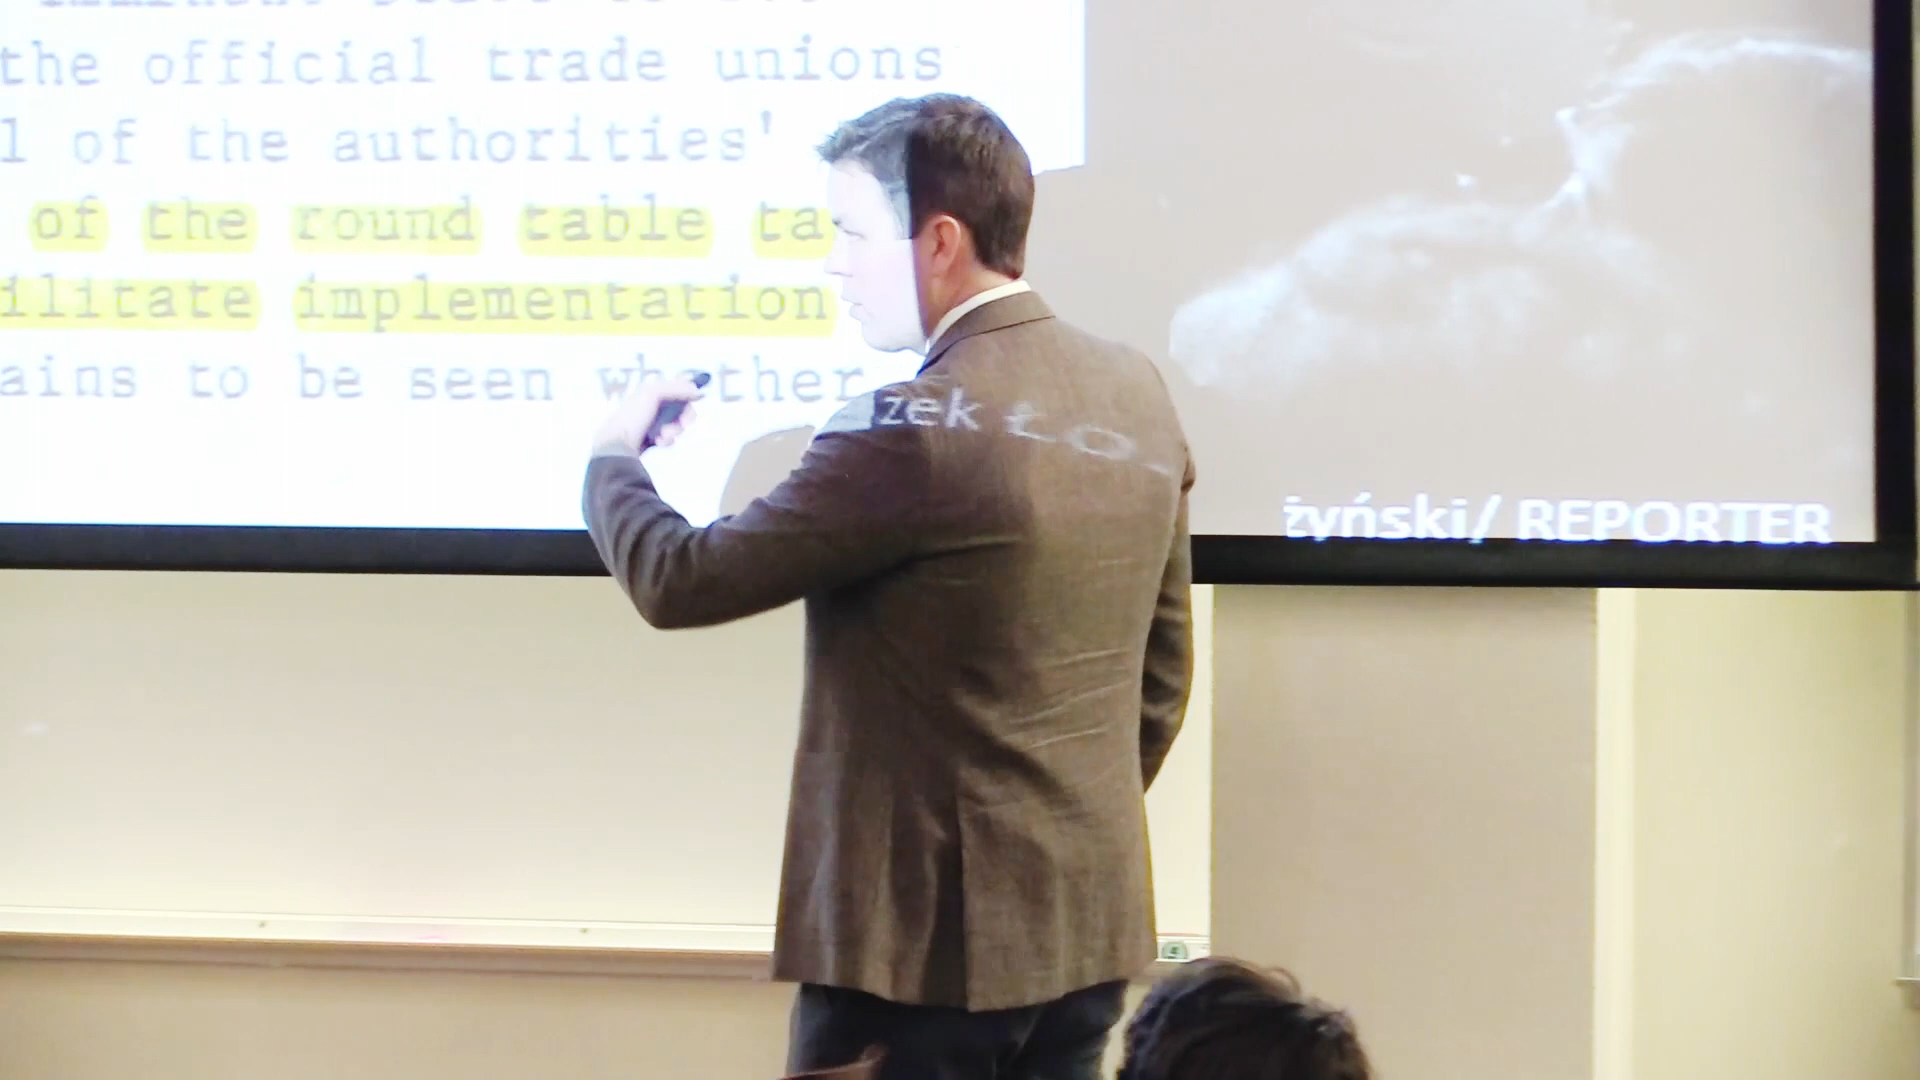 the official trade unions
l of the authorities'
of the round table ta
ilitate implementation
ains to be seen whether
zek Ło
żyński/ REPORTER